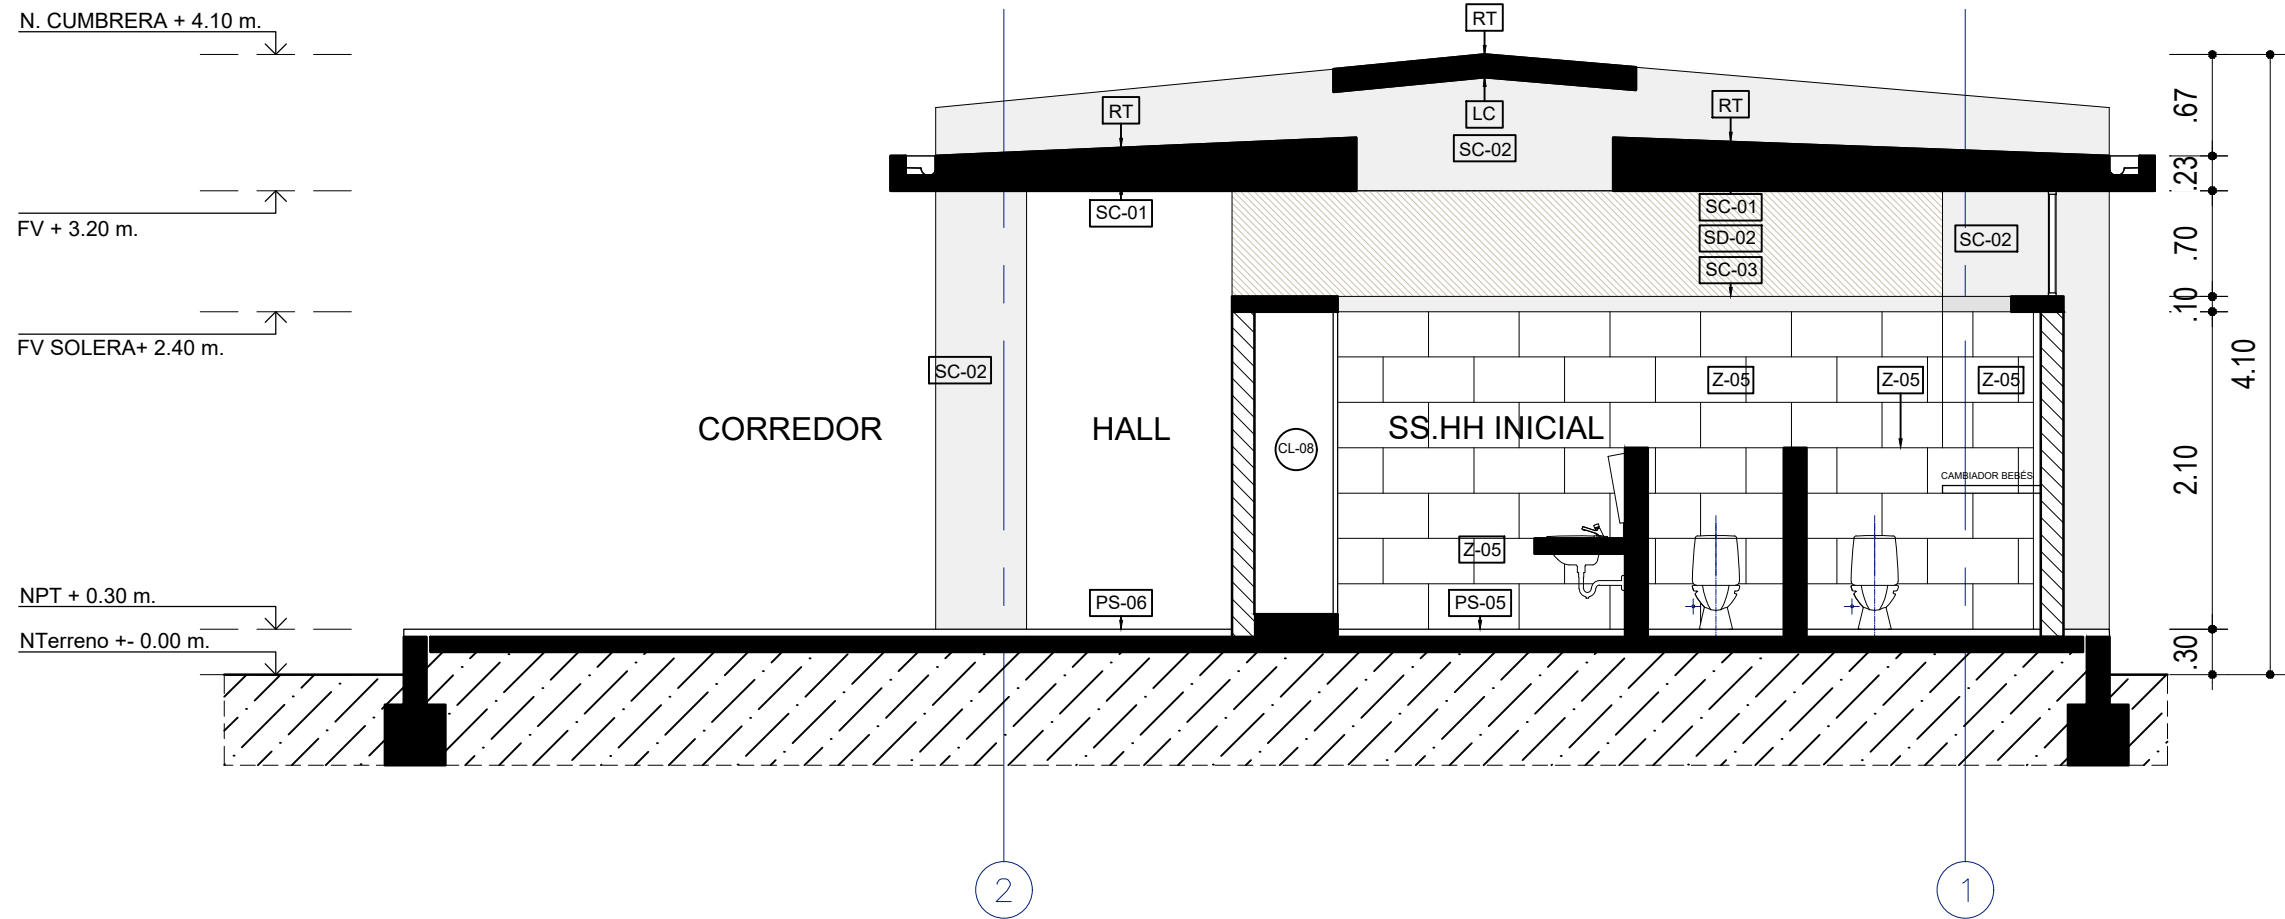 N. CUMBRERA + 4.10 m.
FV + 3.20 m.
FV SOLERA+ 2.40 m.
NPT + 0.30 m.
NTerreno +- 0.00 m.
RT
RT
LC
RT
SC-02
SC-01
SC-01
SD-02
SC-03
SC-02
SC-02
Z-05
Z-05
Z-05
CORREDOR
HALL
SS.HH INICIAL
CL-08
CAMBIADOR BEBÉS
Z-05
PS-06
PS-05
.67
.23
.70
.10
4.10
2.10
.30
2
1